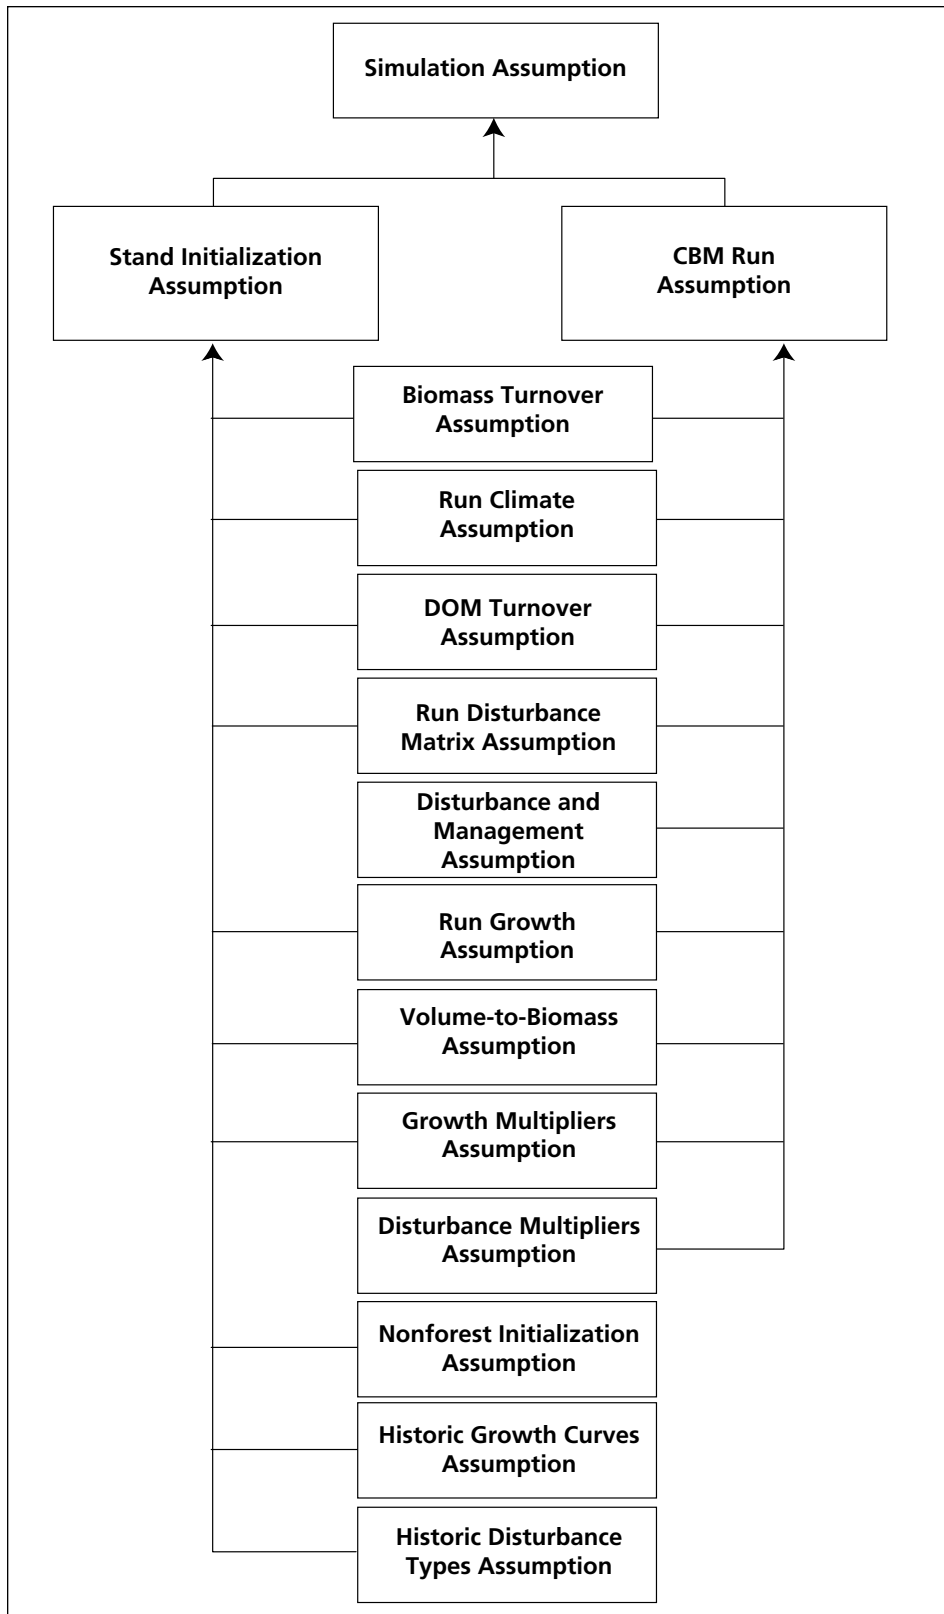 Simulation Assumption
Stand Initialization
Assumption
CBM Run
Assumption
Biomass Turnover
Assumption
Run Climate
Assumption
DOM Turnover
Assumption
Run Disturbance
Matrix Assumption
Disturbance and
Management
Assumption
Run Growth
Assumption
Volume-to-Biomass
Assumption
Growth Multipliers
Assumption
Disturbance Multipliers
Assumption
Nonforest Initialization
Assumption
Historic Growth Curves
Assumption
Historic Disturbance
Types Assumption